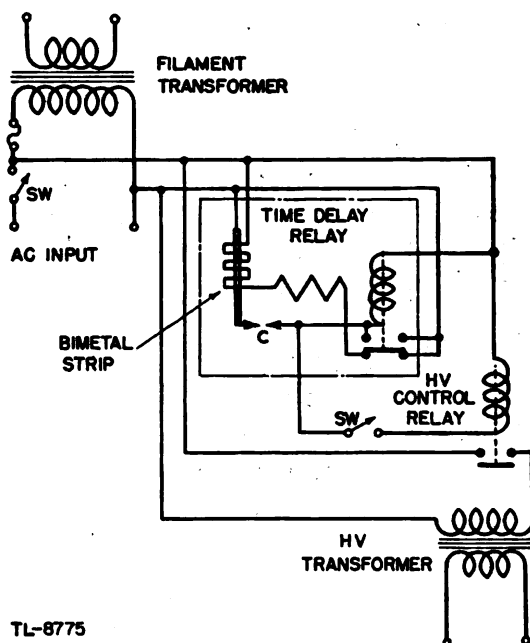 FILAMENT
TRANSFORMER
SW
AC INPUT
TIME DELAY
RELAY
BIMETAL
STRIP
C
HV
CONTROL
RELAY
SW
HV
TRANSFORMER
TL-8775